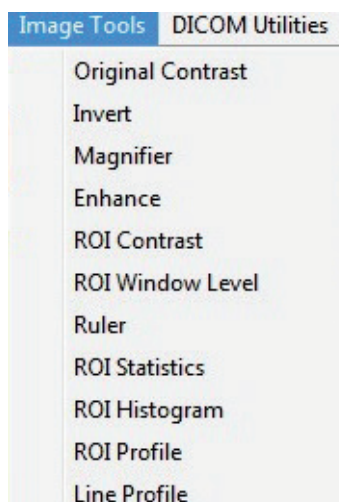 Image Tools DICOM Utilities
Original Contrast
Invert
Magnifier
Enhance
ROI Contrast
ROI Window Level
Ruler
ROI Statistics
ROI Histogram
ROI Profile
Line Profile